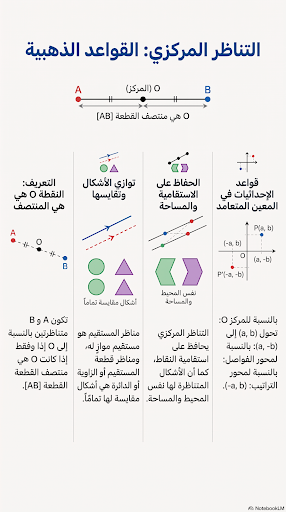 التناظر المركزي: القواعد الذهبية
A
O (المركز)
B
O هي منتصف القطعة [AB]
التعريف:
النقطة O هي
هي المنتصف
A
O
B
تكون A و B
متناظرتين بالنسبة
إلى O إذا وفقط
إذا كانت O هي
منتصف القطعة
القطعة [AB].
توازي الأشكال
وتقايسها
أشكال مقايسة تماماً
مناظر المستقيم هو
مستقيم مواز له،
ومناظر قطعة
المستقيم أو الزاوية
أو الدائرة هي أشكال
مقايسة لها تمامًا.
الحفاظ على
الاستقامية
والمساحة
نفس المحيط
والمساحة
التناظر المركزي
يحافظ على
استقامية النقاط،
كما أن الأشكال
المتناظرة لها نفس
المحيط والمساحة.
قواعد
الإحداثيات في
المعين المتعامد
P(a, b)
(-a, b)
(a, -b)
P'(-a, -b)
بالنسبة للمركز O:
تحول (a, b) إلى
(a, -b): بالنسبة
لمحور الفواصل:
بالنسبة لمحور
التراتيب: (-a, b).
NotebookLM